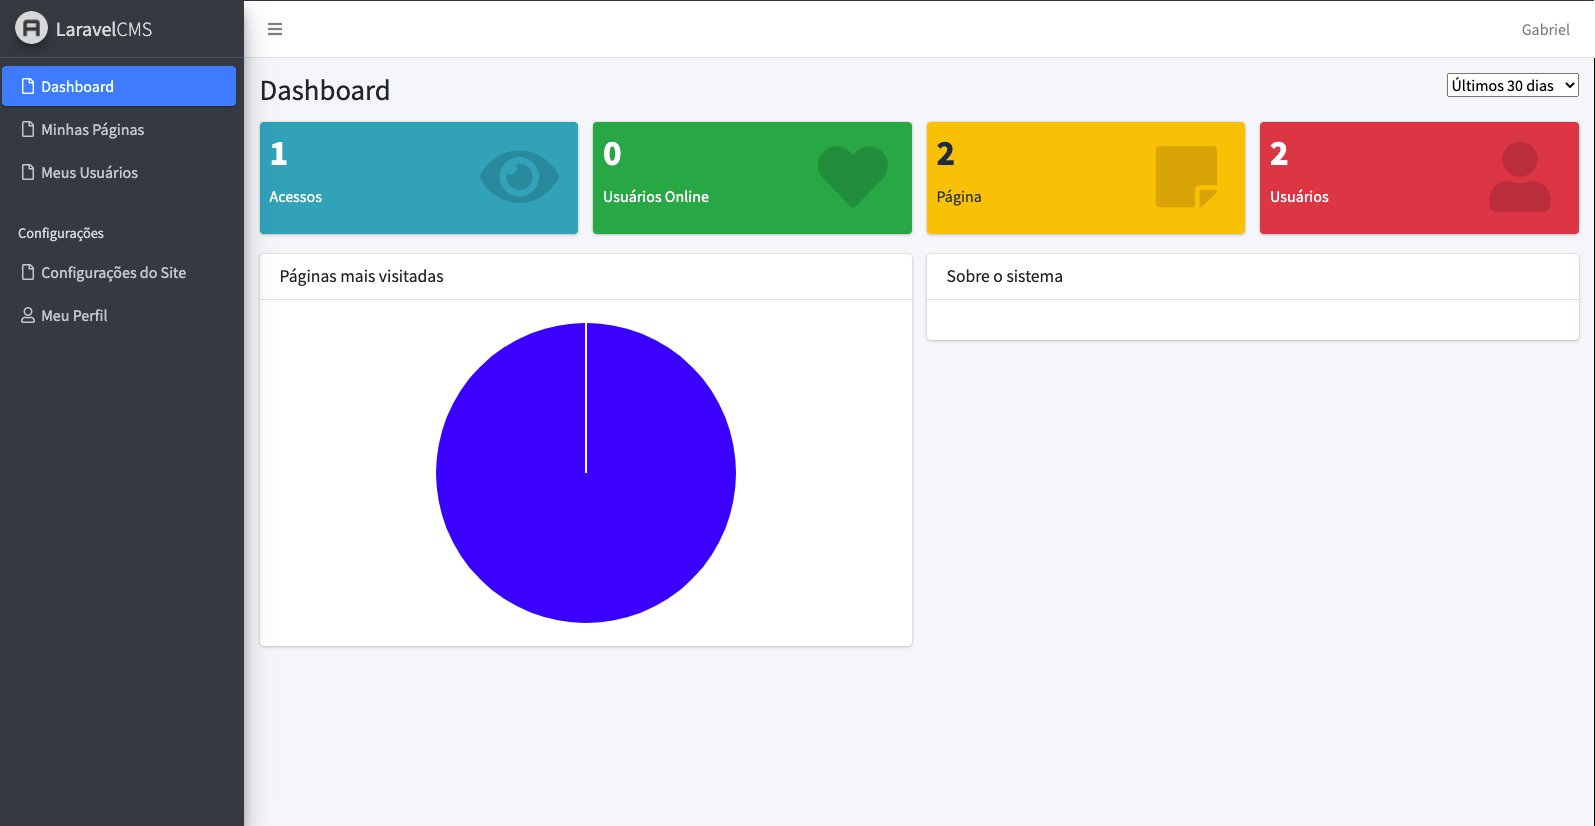 LaravelCMS
Gabriel
Dashboard
Minhas Páginas
Meus Usuários
Configurações
Configurações do Site
Meu Perfil
Dashboard
Últimos 30 dias
1
Acessos
0
Usuários Online
2
Página
2
Usuários
Páginas mais visitadas
Sobre o sistema